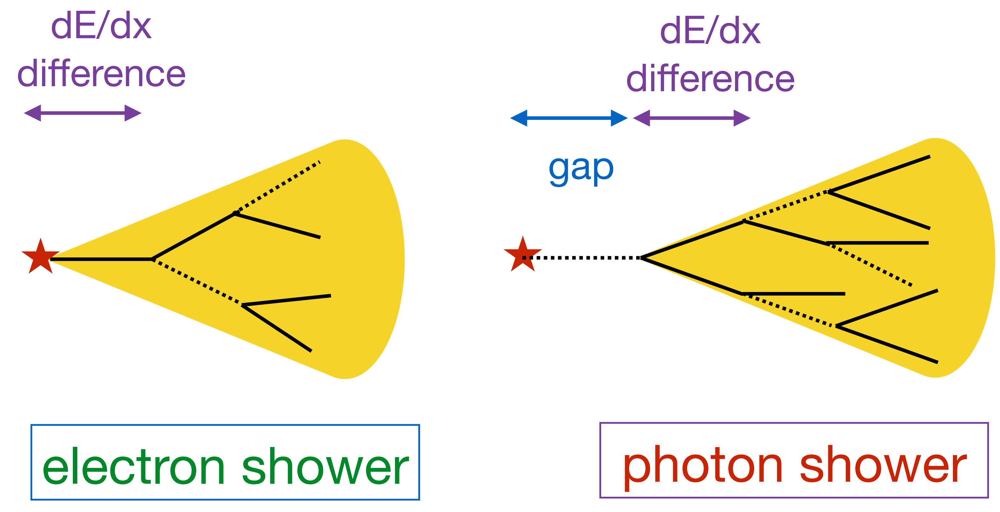 dE/dx
difference
dE/dx
difference
gap
electron shower
photon shower